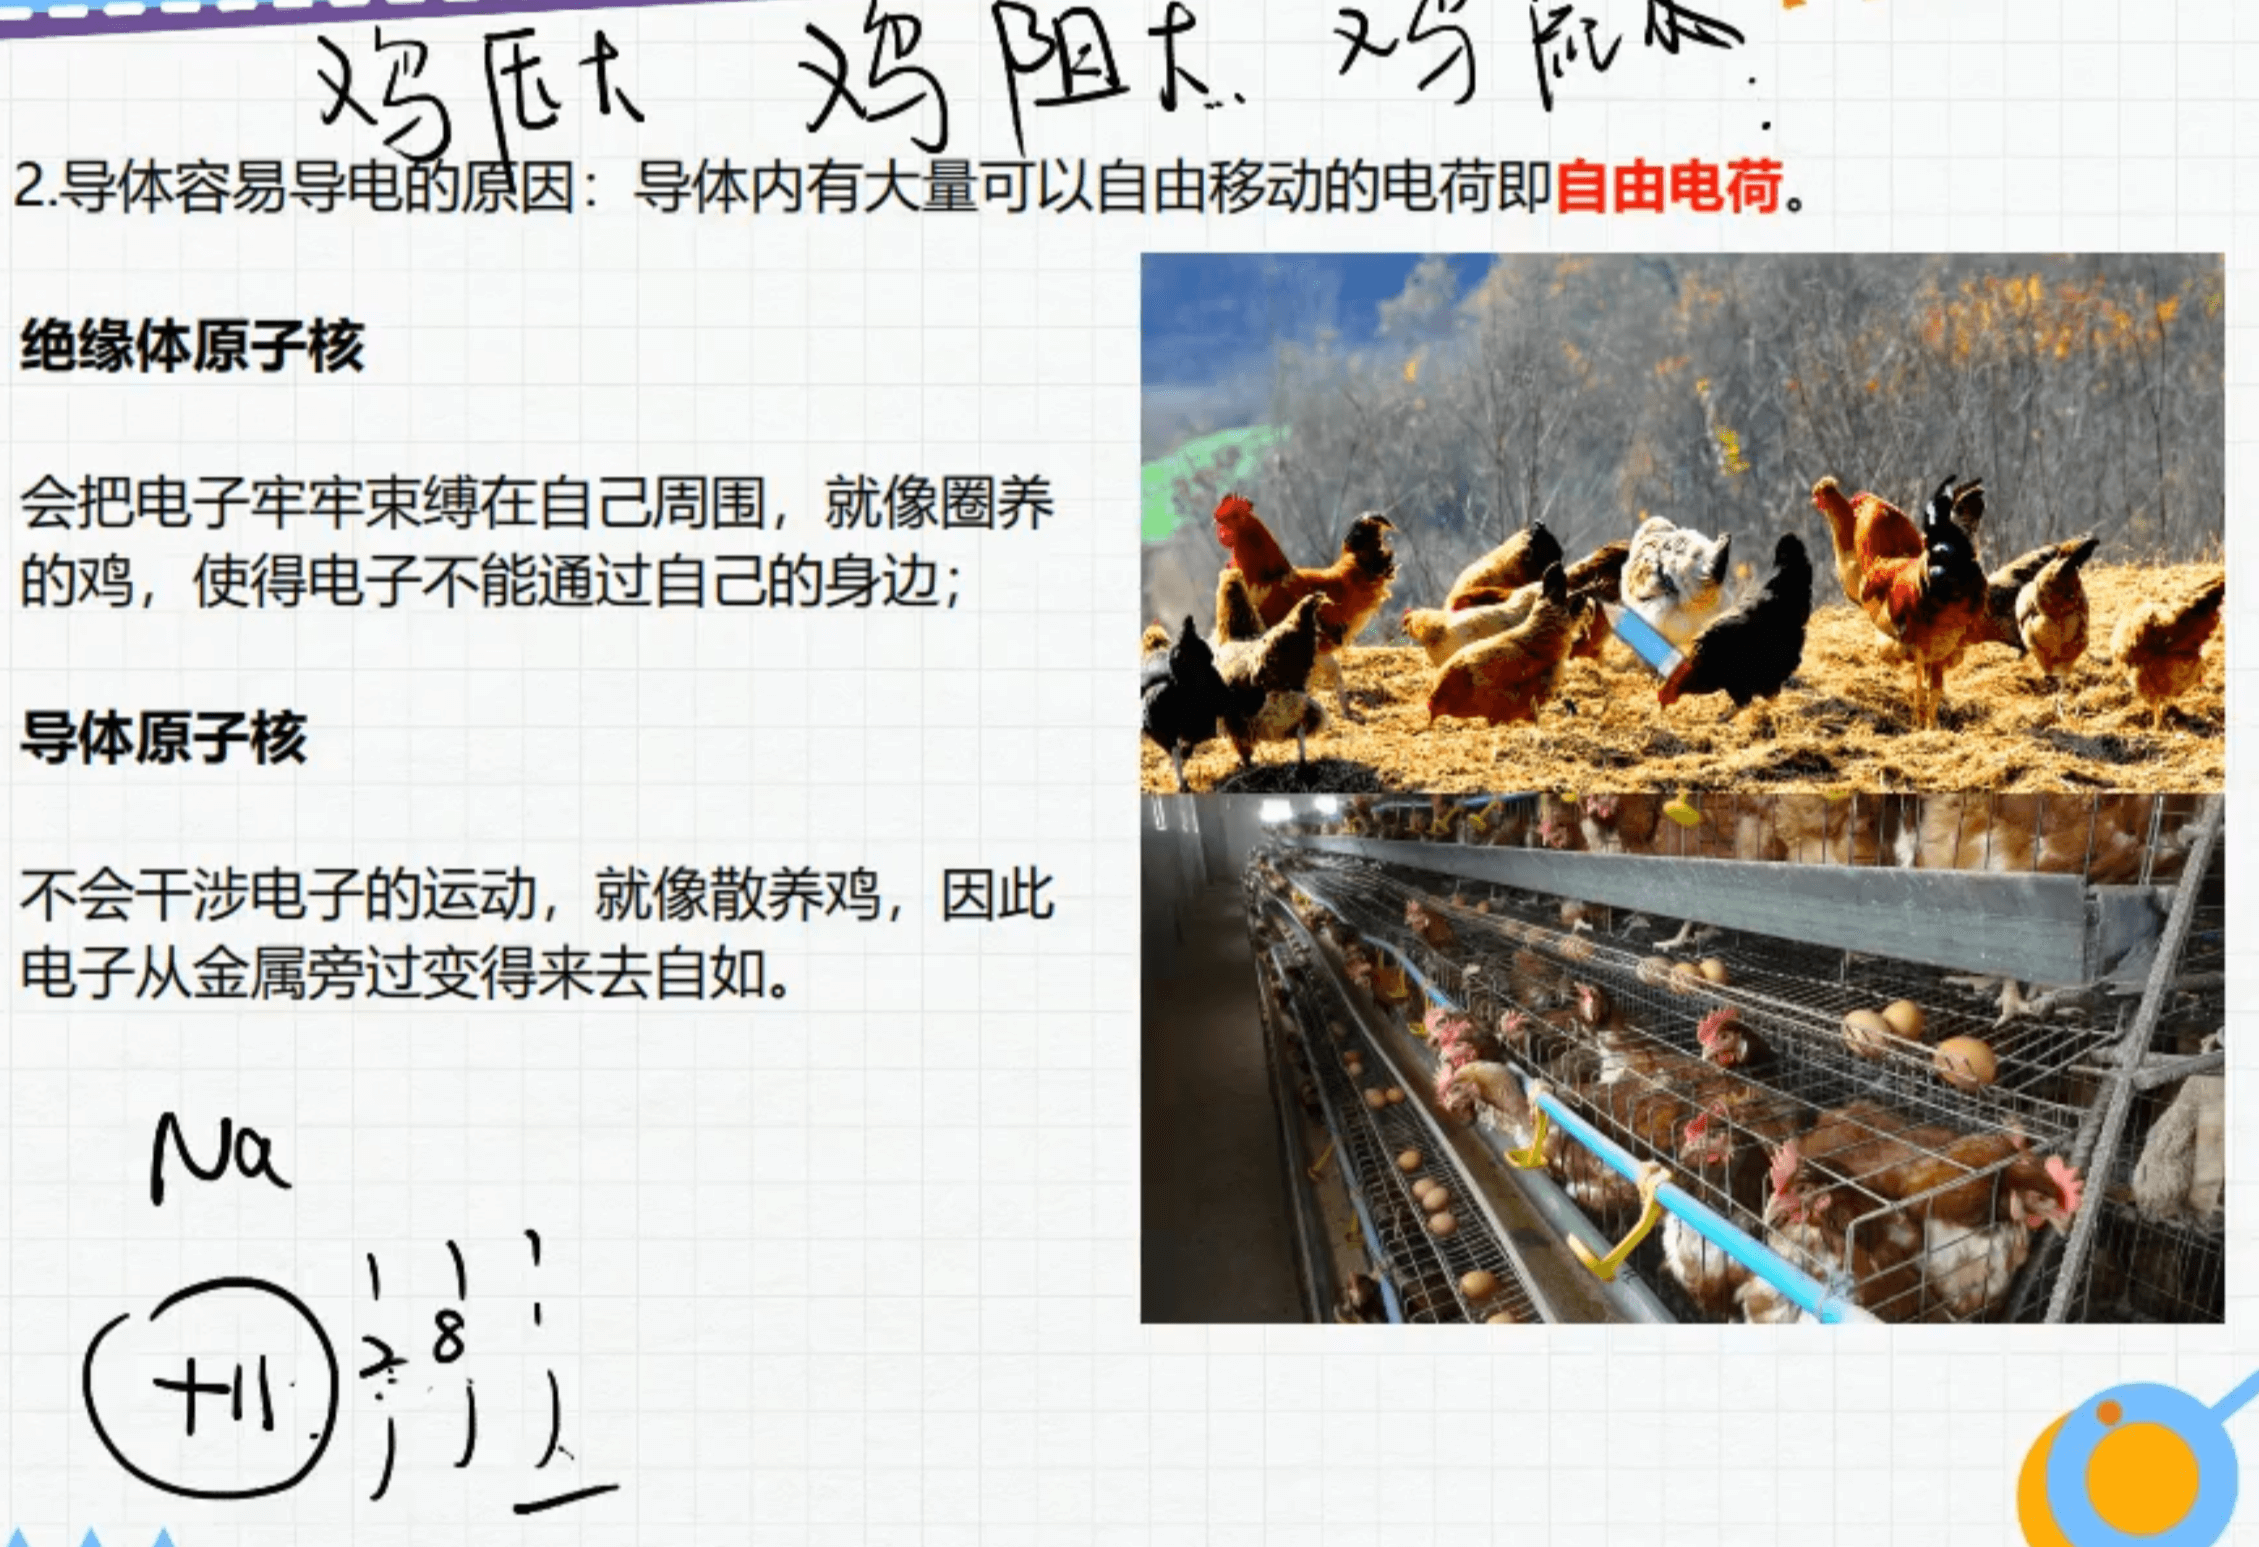 鸡压大 鸡阻大 鸡
2.导体容易导电的原因：导体内有大量可以自由移动的电荷即自由电荷。
绝缘体原子核
会把电子牢牢束缚在自己周围，就像圈养
的鸡，使得电子不能通过自己的身边；
导体原子核
不会干涉电子的运动，就像散养鸡，因此
电子从金属旁过变得来去自如。
Na
+11 2 8 1